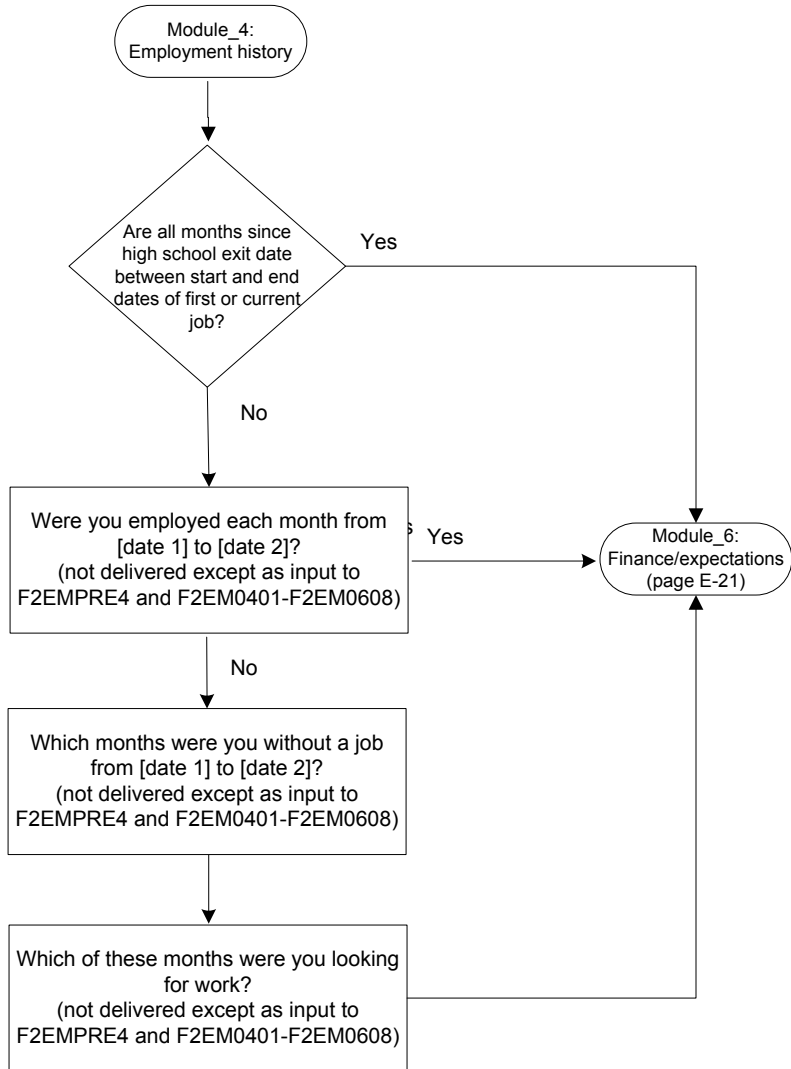 Module_4:
Employment history
Are all months since
high school exit date
between start and end
dates of first or current
job?
Yes
No
Were you employed each month from
[date 1] to [date 2]?
(not delivered except as input to
F2EMPRE4 and F2EM0401-F2EM0608)
s
Yes
Module_6:
Finance/expectations
(page E-21)
No
Which months were you without a job
from [date 1] to [date 2]?
(not delivered except as input to
F2EMPRE4 and F2EM0401-F2EM0608)
Which of these months were you looking
for work?
(not delivered except as input to
F2EMPRE4 and F2EM0401-F2EM0608)